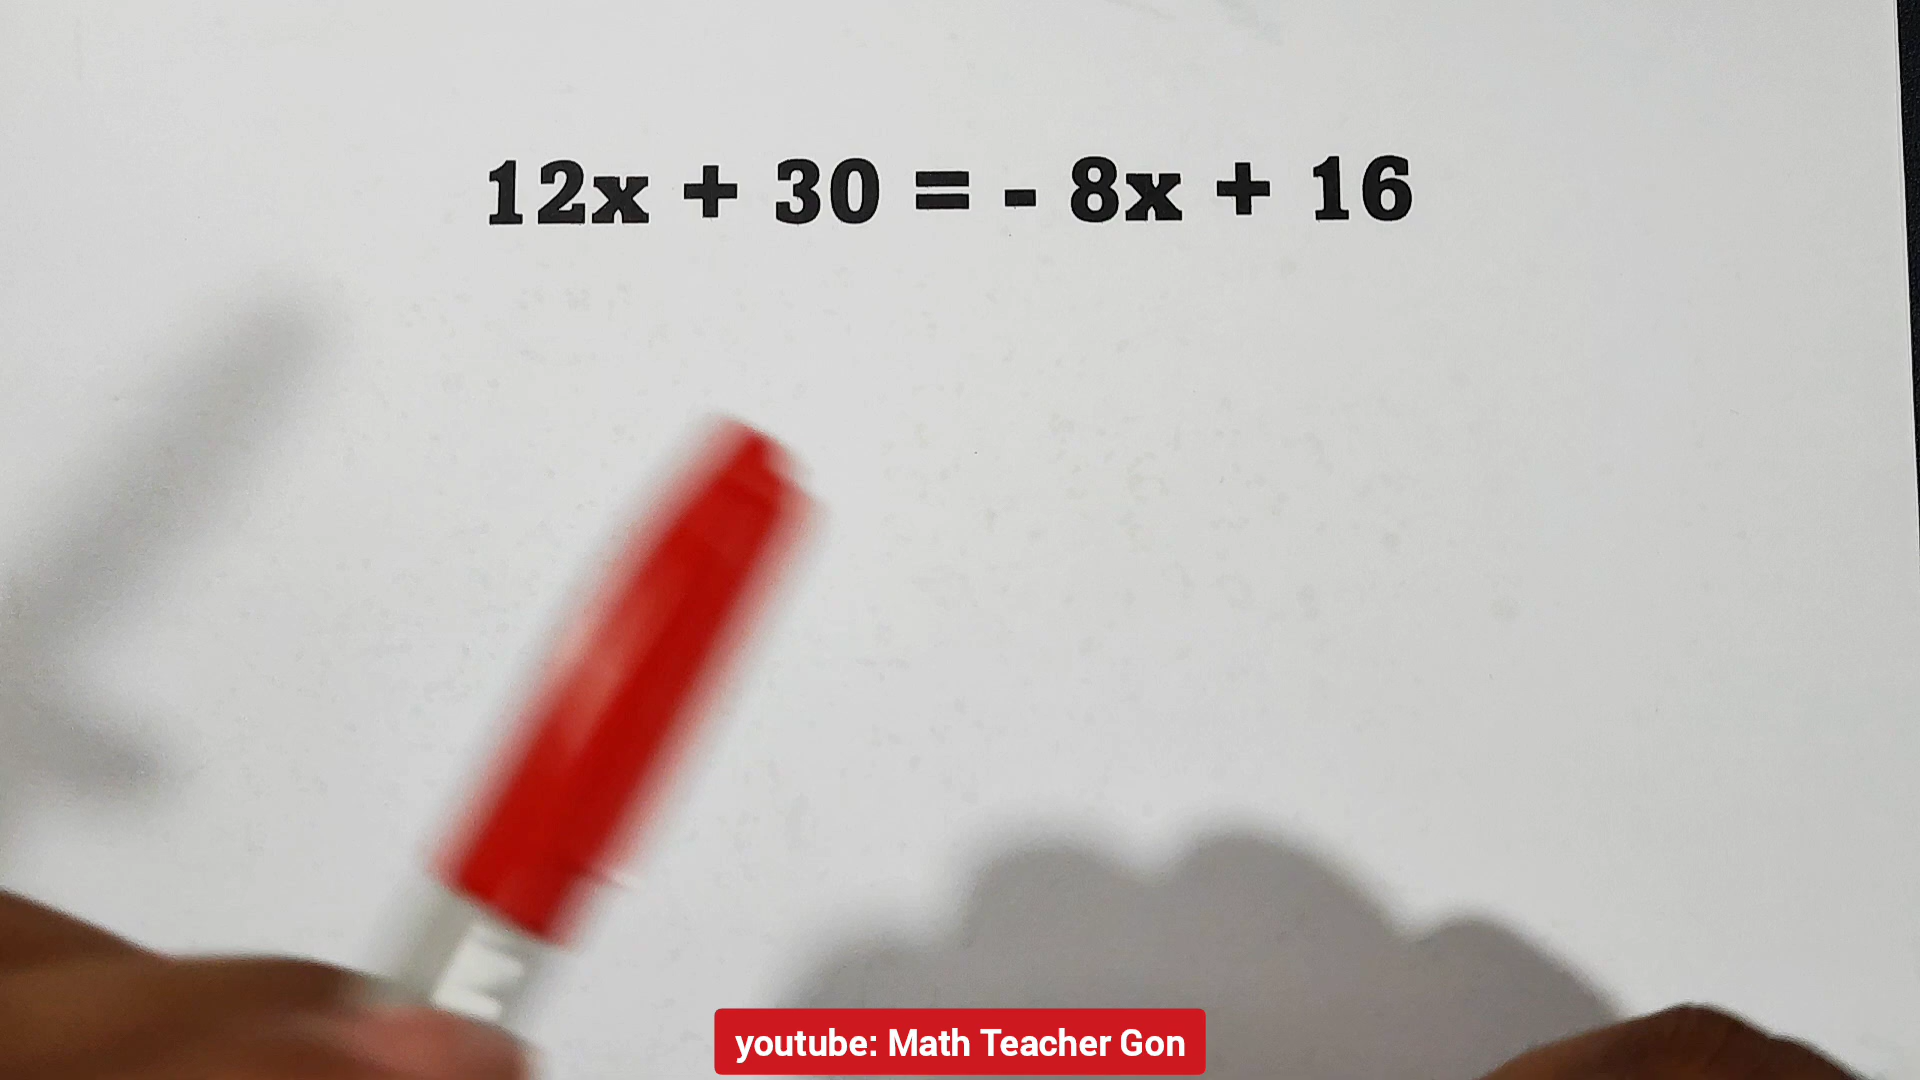 12x + 30 = - 8x + 16
youtube: Math Teacher Gon